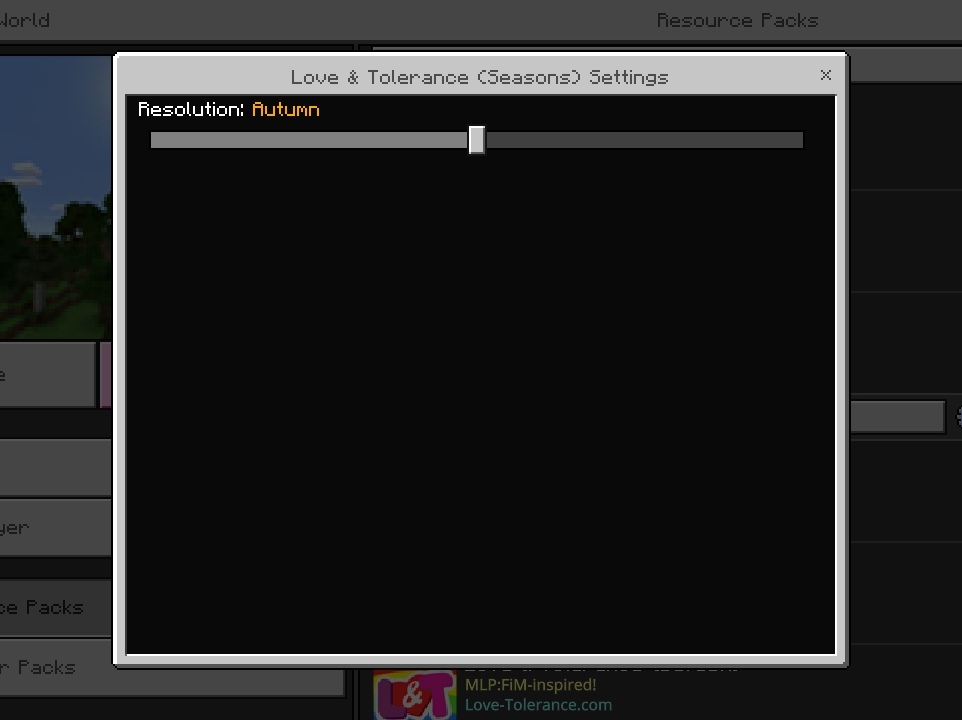 World
Resource Packs
Love & Tolerance (Seasons) Settings
Resolution: Autumn
yer
ce Packs
r Packs
L&T
MLP:FiM-inspired!
Love-Tolerance.com